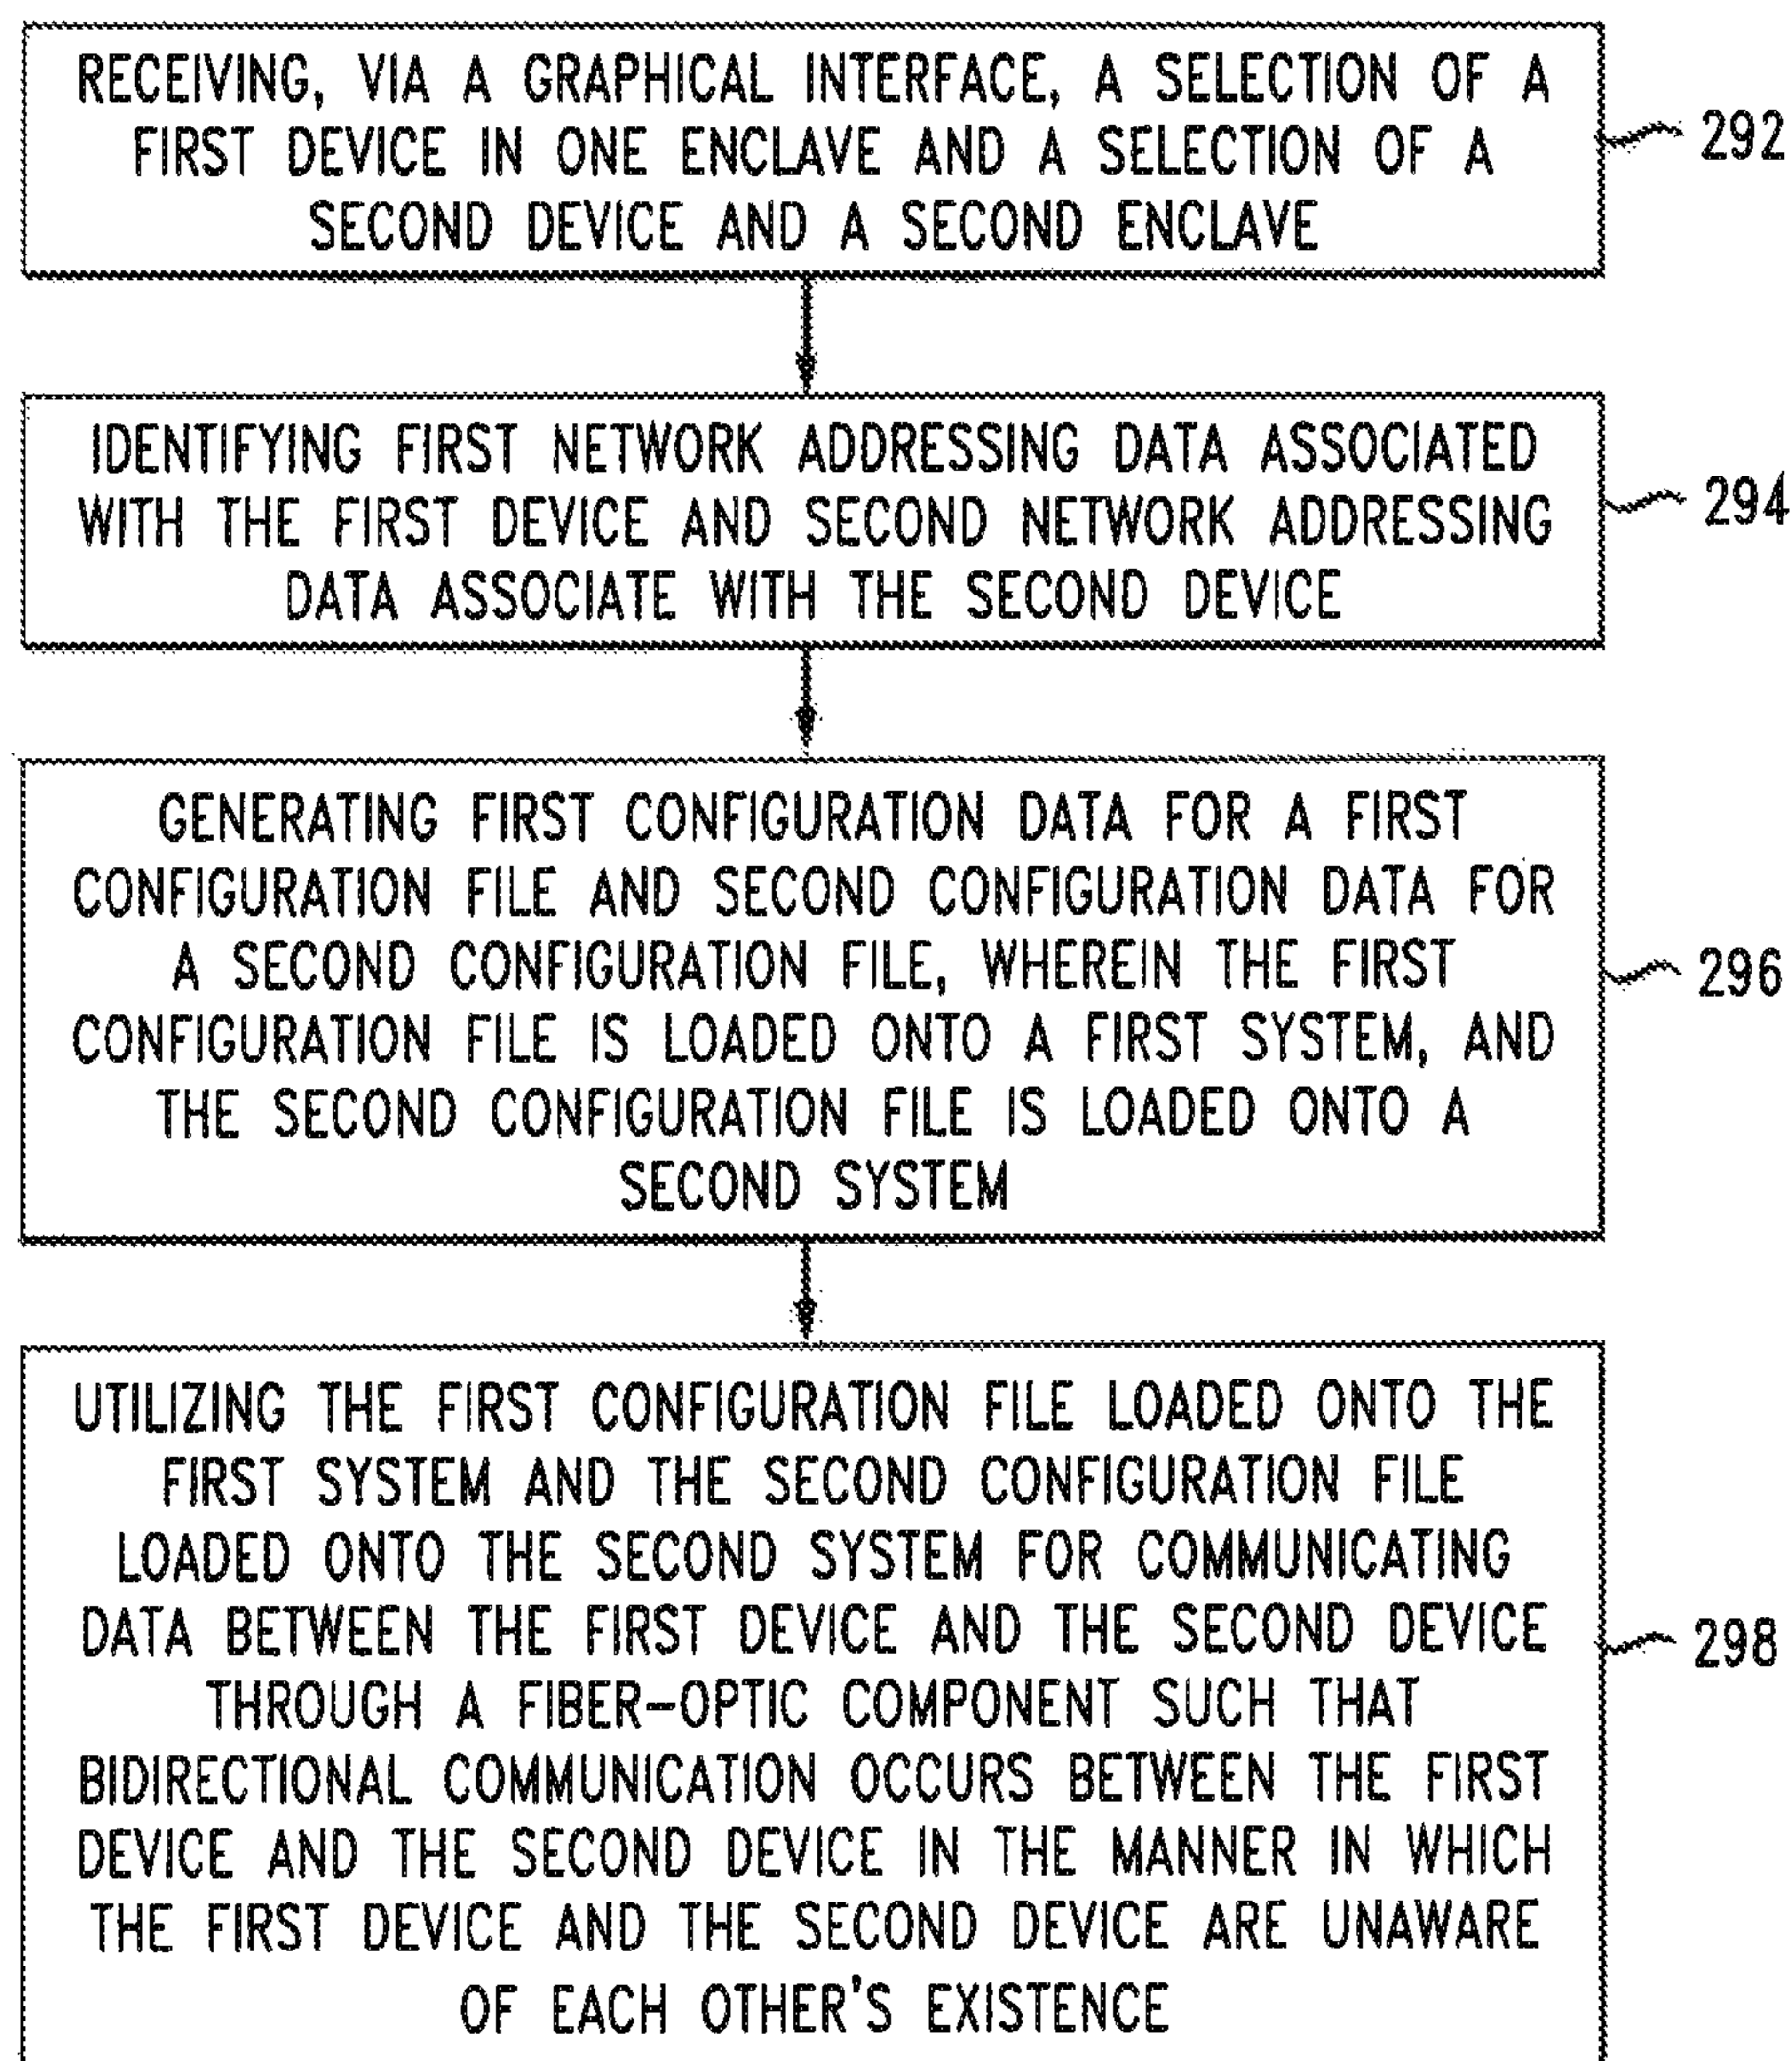 RECEIVING, VIA A GRAPHICAL INTERFACE, A SELECTION OF A
FIRST DEVICE IN ONE ENCLAVE AND A SELECTION OF A
SECOND DEVICE AND A SECOND ENCLAVE
292
IDENTIFYING FIRST NETWORK ADDRESSING DATA ASSOCIATED
WITH THE FIRST DEVICE AND SECOND NETWORK ADDRESSING
DATA ASSOCIATE WITH THE SECOND DEVICE
294
GENERATING FIRST CONFIGURATION DATA FOR A FIRST
CONFIGURATION FILE AND SECOND CONFIGURATION DATA FOR
A SECOND CONFIGURATION FILE, WHEREIN THE FIRST
CONFIGURATION FILE IS LOADED ONTO A FIRST SYSTEM, AND
THE SECOND CONFIGURATION FILE IS LOADED ONTO A
SECOND SYSTEM
296
UTILIZING THE FIRST CONFIGURATION FILE LOADED ONTO THE
FIRST SYSTEM AND THE SECOND CONFIGURATION FILE
LOADED ONTO THE SECOND SYSTEM FOR COMMUNICATING
DATA BETWEEN THE FIRST DEVICE AND THE SECOND DEVICE
THROUGH A FIBER-OPTIC COMPONENT SUCH THAT
BIDIRECTIONAL COMMUNICATION OCCURS BETWEEN THE FIRST
DEVICE AND THE SECOND DEVICE IN THE MANNER IN WHICH
THE FIRST DEVICE AND THE SECOND DEVICE ARE UNAWARE
OF EACH OTHER'S EXISTENCE
298